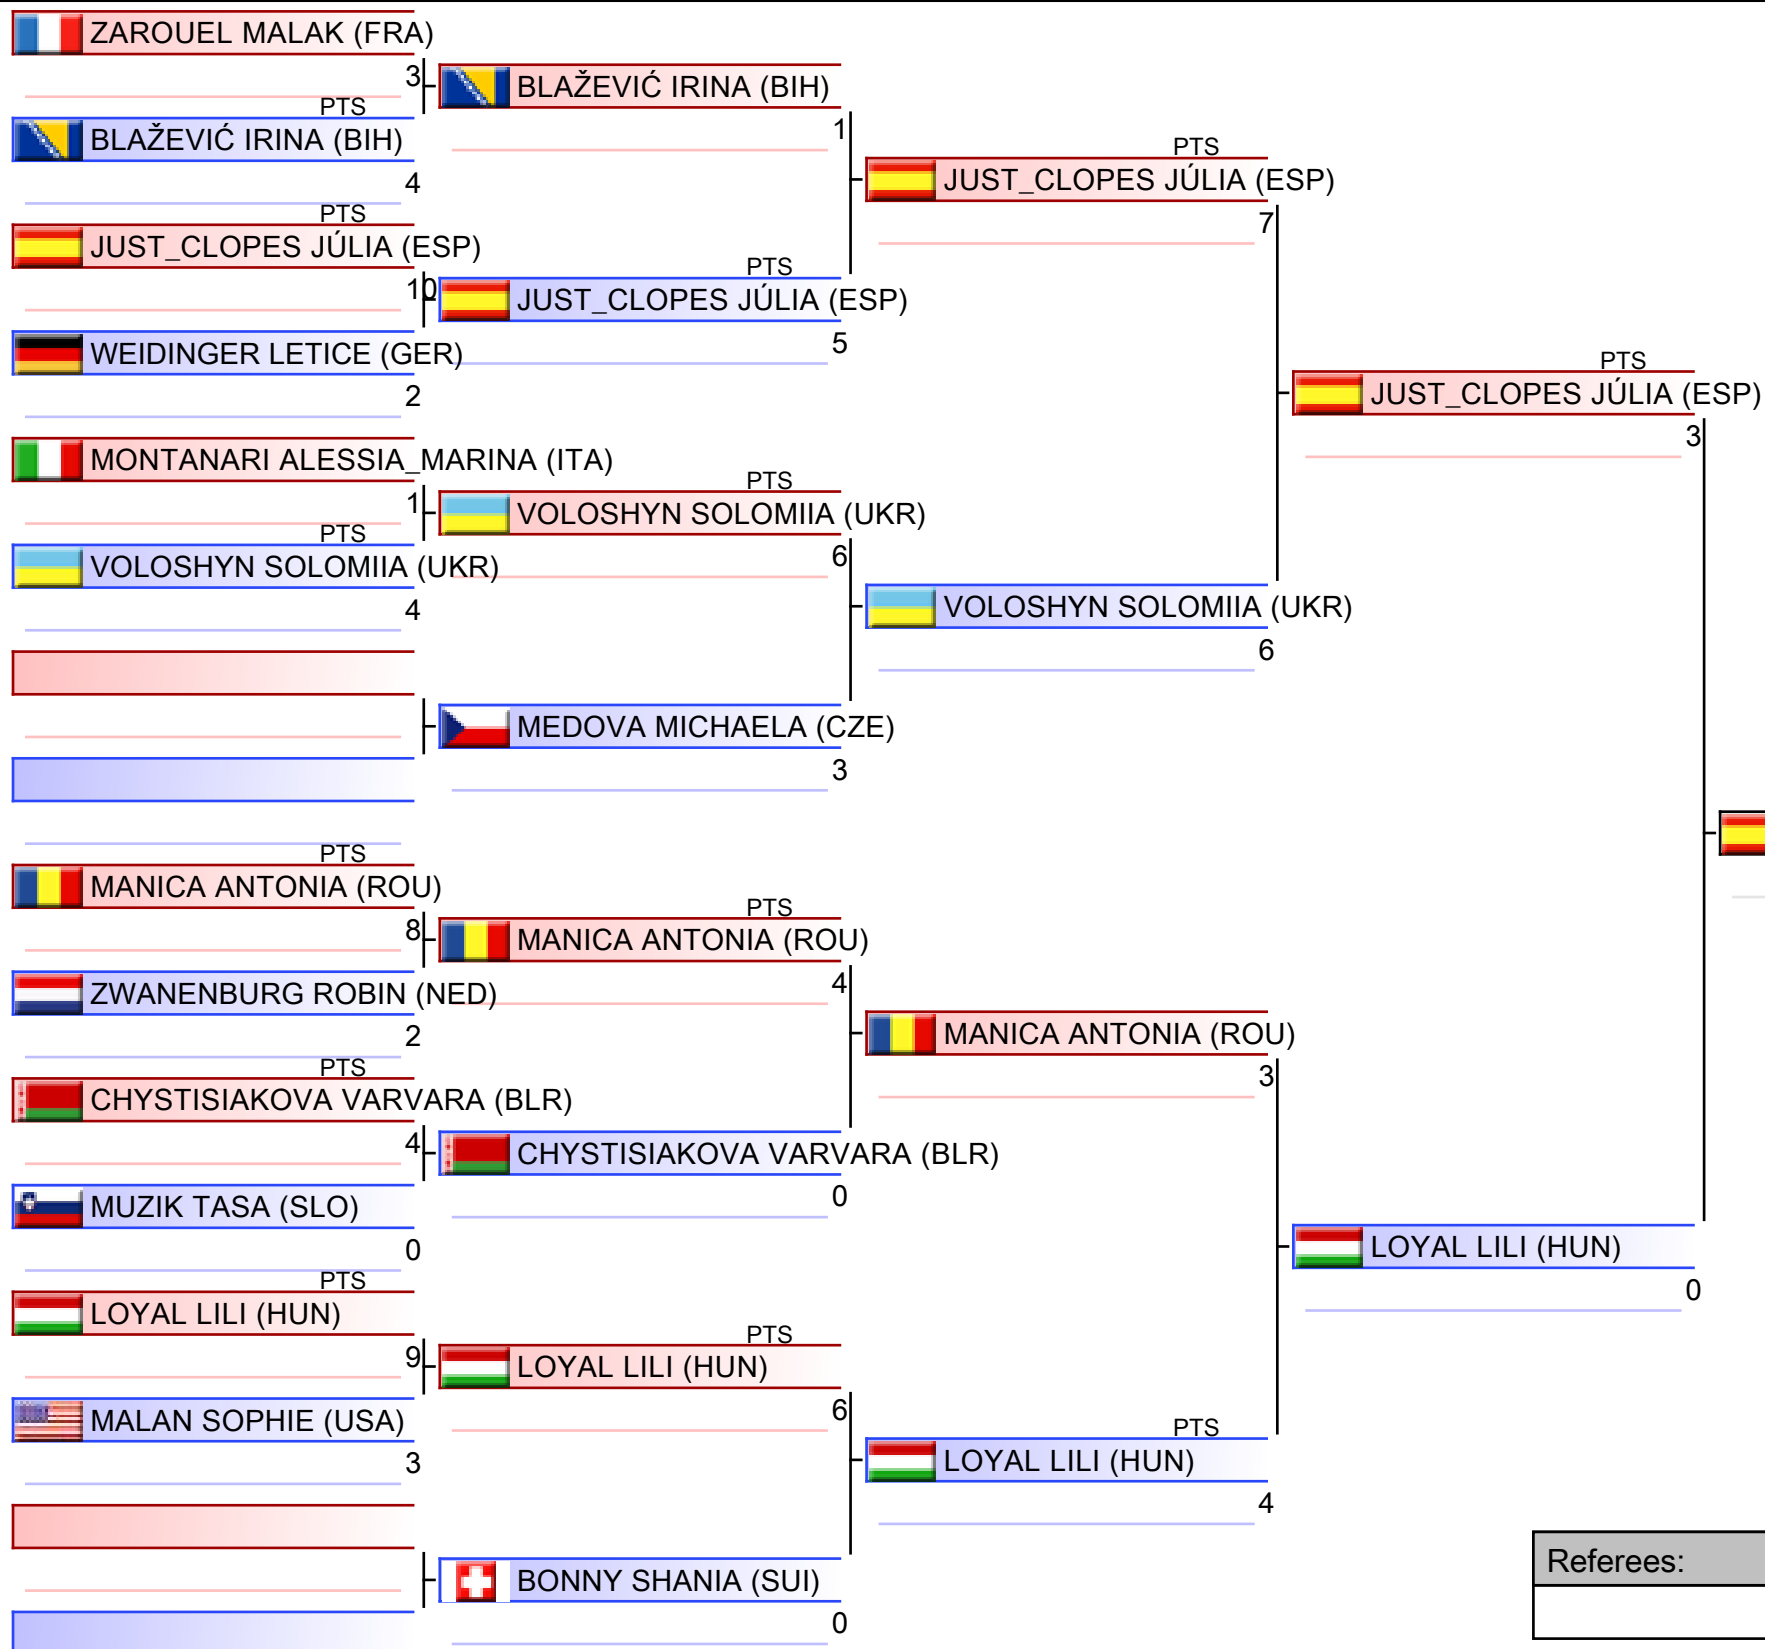 ZAROUEL MALAK (FRA)
3
PTS
BLAŽEVIĆ IRINA (BIH)
4
PTS
JUST_CLOPES JÚLIA (ESP)
10
WEIDINGER LETICE (GER)
2
MONTANARI ALESSIA_MARINA (ITA)
1
PTS
VOLOSHYN SOLOMIIA (UKR)
4
PTS
MANICA ANTONIA (ROU)
8
ZWANENBURG ROBIN (NED)
2
PTS
CHYSTISIAKOVA VARVARA (BLR)
4
MUZIK TASA (SLO)
0
PTS
LOYAL LILI (HUN)
9
MALAN SOPHIE (USA)
3
BLAŽEVIĆ IRINA (BIH)
1
PTS
JUST_CLOPES JÚLIA (ESP)
5
PTS
VOLOSHYN SOLOMIIA (UKR)
6
MEDOVA MICHAELA (CZE)
3
PTS
MANICA ANTONIA (ROU)
4
CHYSTISIAKOVA VARVARA (BLR)
0
PTS
LOYAL LILI (HUN)
6
BONNY SHANIA (SUI)
0
PTS
JUST_CLOPES JÚLIA (ESP)
7
VOLOSHYN SOLOMIIA (UKR)
6
MANICA ANTONIA (ROU)
3
PTS
LOYAL LILI (HUN)
4
PTS
JUST_CLOPES JÚLIA (ESP)
3
LOYAL LILI (HUN)
0
Referees: